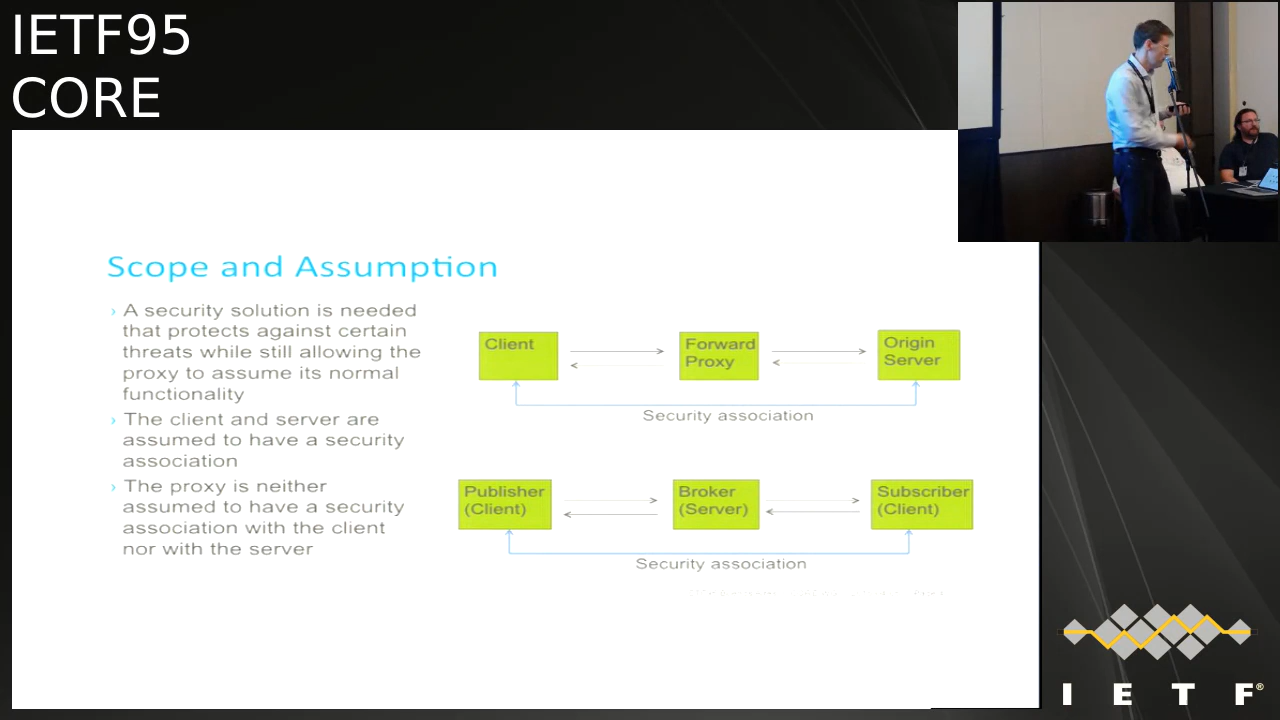 IETF95
CORE
Scope and Assumption
› A security solution is needed
that protects against certain
threats while still allowing the
proxy to assume its normal
functionality
› The client and server are
assumed to have a security
association
› The proxy is neither
assumed to have a security
association with the client
nor with the server
Client
Forward
Proxy
Origin
Server
Security association
Publisher
(Client)
Broker
(Server)
Subscriber
(Client)
Security association
I E T F®